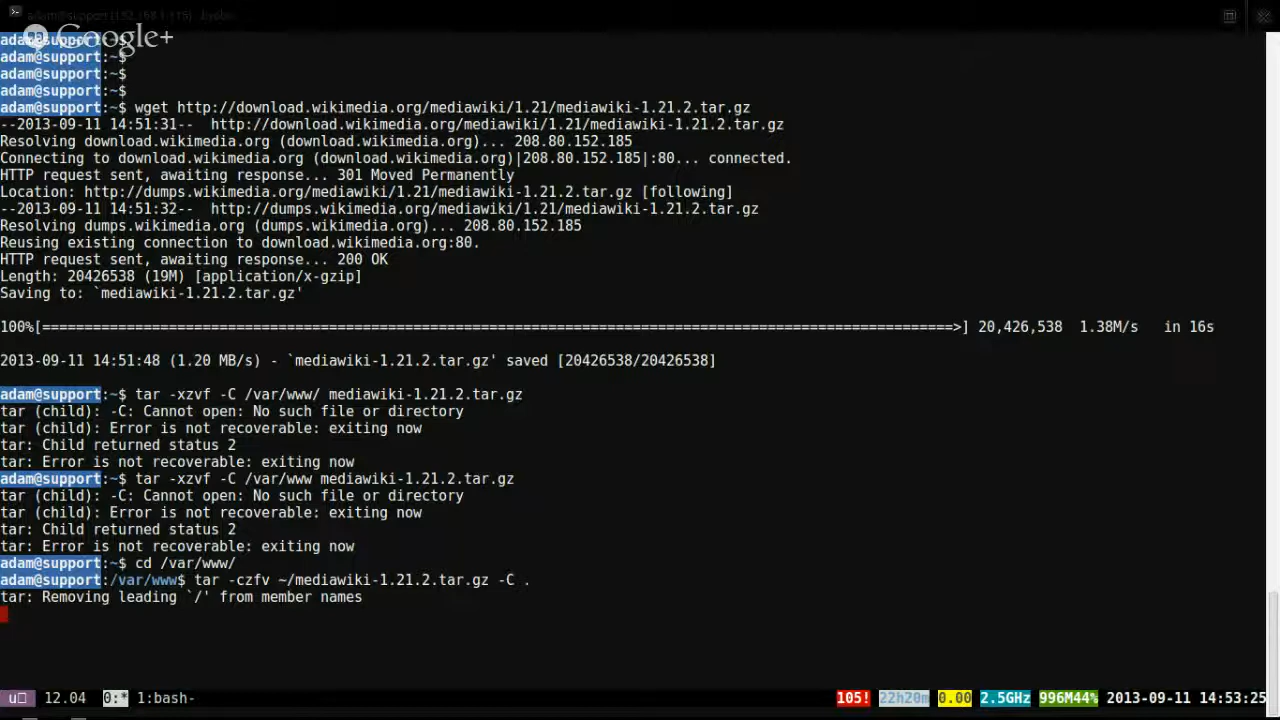 Google+
adam@support:~$
adam@support:~$
adam@support:~$
adam@support:~$
adam@support:~$ wget http://download.wikimedia.org/mediawiki/1.21/mediawiki-1.21.2.tar.gz
--2013-09-11 14:51:31--  http://download.wikimedia.org/mediawiki/1.21/mediawiki-1.21.2.tar.gz
Resolving download.wikimedia.org (download.wikimedia.org)... 208.80.152.185
Connecting to download.wikimedia.org (download.wikimedia.org)|208.80.152.185|:80... connected.
HTTP request sent, awaiting response... 301 Moved Permanently
Location: http://dumps.wikimedia.org/mediawiki/1.21/mediawiki-1.21.2.tar.gz [following]
--2013-09-11 14:51:32--  http://dumps.wikimedia.org/mediawiki/1.21/mediawiki-1.21.2.tar.gz
Resolving dumps.wikimedia.org (dumps.wikimedia.org)... 208.80.152.185
Reusing existing connection to download.wikimedia.org:80.
HTTP request sent, awaiting response... 200 OK
Length: 20426538 (19M) [application/x-gzip]
Saving to: `mediawiki-1.21.2.tar.gz'
100%[============================================================================================================>] 20,426,538  1.38M/s   in 16s
2013-09-11 14:51:48 (1.20 MB/s) - `mediawiki-1.21.2.tar.gz' saved [20426538/20426538]
adam@support:~$ tar -xzvf -C /var/www/ mediawiki-1.21.2.tar.gz
tar (child): -C: Cannot open: No such file or directory
tar (child): Error is not recoverable: exiting now
tar: Child returned status 2
tar: Error is not recoverable: exiting now
adam@support:~$ tar -xzvf -C /var/www mediawiki-1.21.2.tar.gz
tar (child): -C: Cannot open: No such file or directory
tar (child): Error is not recoverable: exiting now
tar: Child returned status 2
tar: Error is not recoverable: exiting now
adam@support:~$ cd /var/www/
adam@support:/var/www$ tar -czfv ~/mediawiki-1.21.2.tar.gz -C .
tar: Removing leading `/' from member names
u 12.04 0:* 1:bash- 105! 22h20m 0.00 2.5GHz 996M44% 2013-09-11 14:53:25